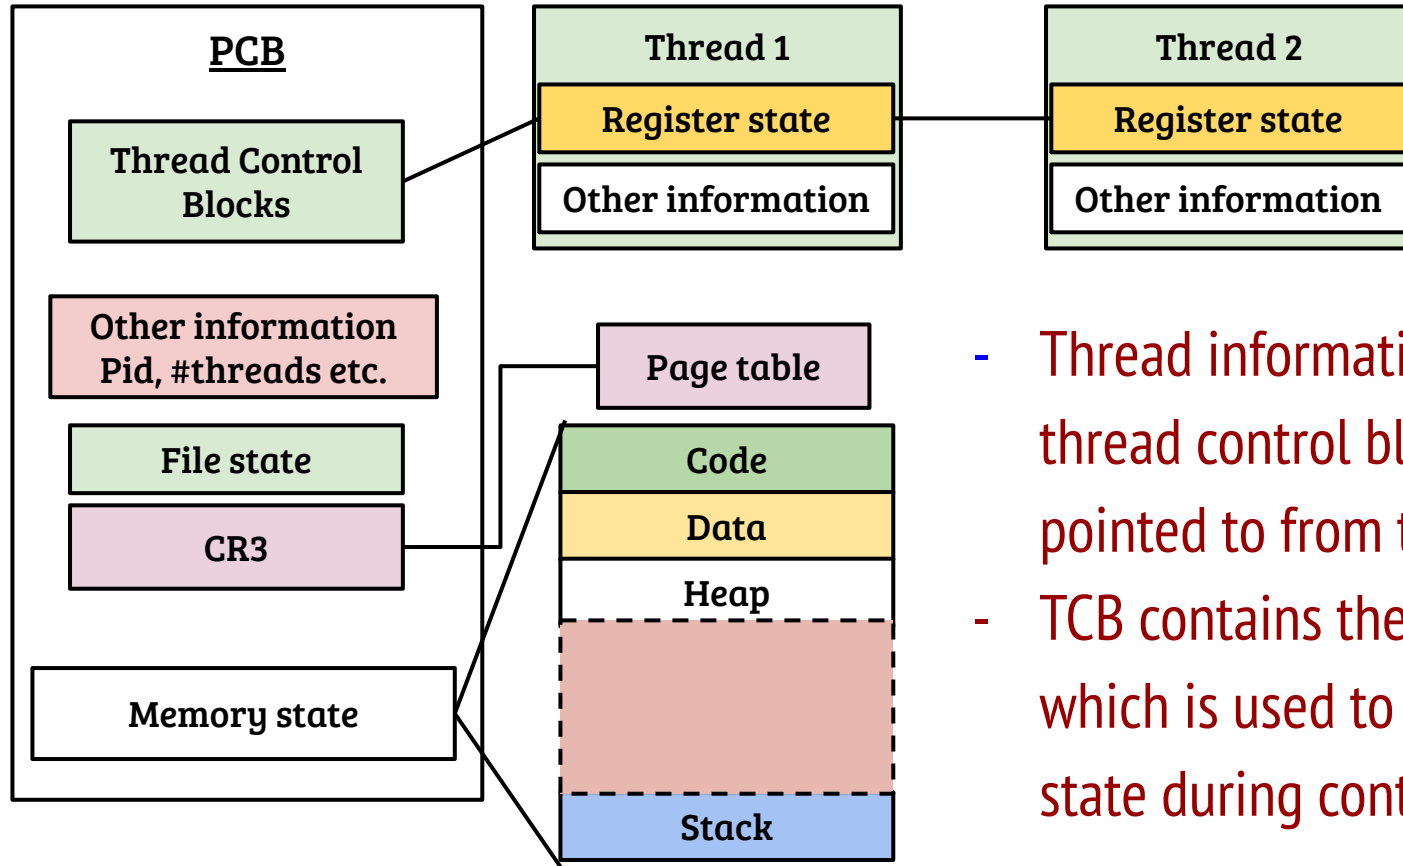 PCB
Thread Control
Blocks
Other information
Pid, #threads etc.
File state
CR3
Memory state
Thread 1
Register state
Other information
Thread 2
Register state
Other information
Page table
Code
Data
Heap
Stack
- Thread informati
thread control bl
pointed to from t
- TCB contains the
which is used to
state during cont